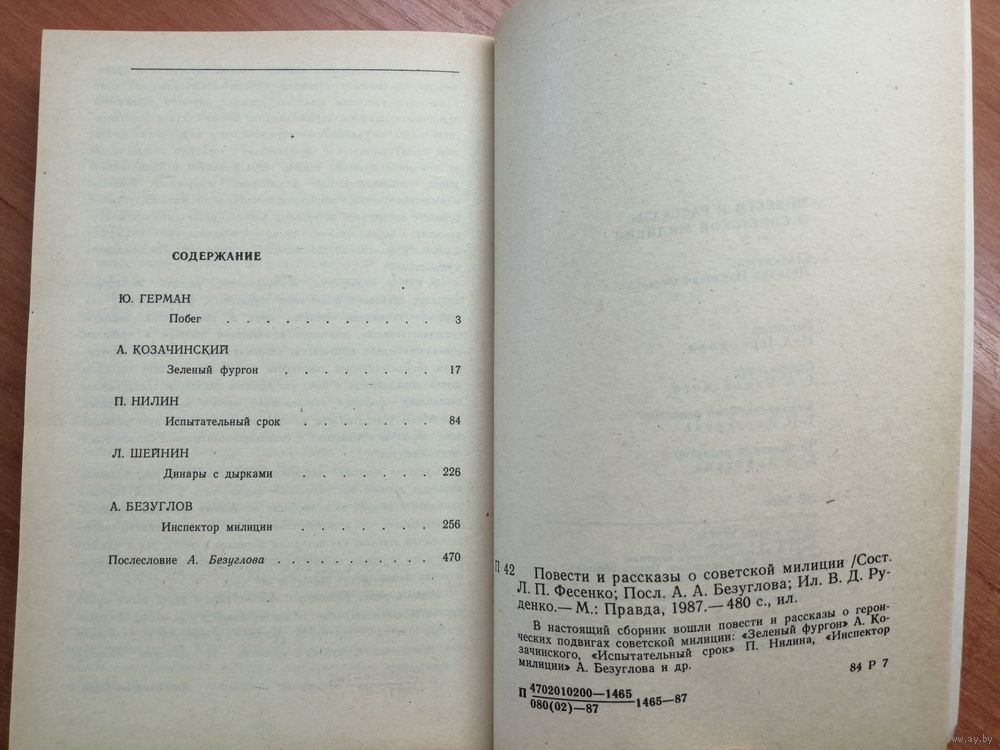 СОДЕРЖАНИЕ
Ю. ГЕРМАН
Побег . . . . . . . . . . . 3
А. КОЗАЧИНСКИЙ
Зеленый фургон . . . . . . . . 17
П. НИЛИН
Испытательный срок . . . . . . . 84
Л. ШЕЙНИН
Динары с дырками . . . . . . . 226
А. БЕЗУГЛОВ
Инспектор милиции . . . . . . . 256
Послесловие А. Безуглова . . . . . . . . . . 470
П 42 Повести и рассказы о советской милиции /Сост.
Л. П. Фесенко; Посл. А. А. Безуглова; Ил. В. Д. Ру-
денко.— М.: Правда, 1987.— 480 с., ил.
В настоящий сборник вошли повести и рассказы о герои-
ческих подвигах советской милиции: «Зеленый фургон» А. Ко-
зачинского, «Испытательный срок» П. Нилина, «Инспектор
милиции» А. Безуглова и др.
84 Р 7
П 4702010200—1465
080(02)—87 1465—87
www.ay.by